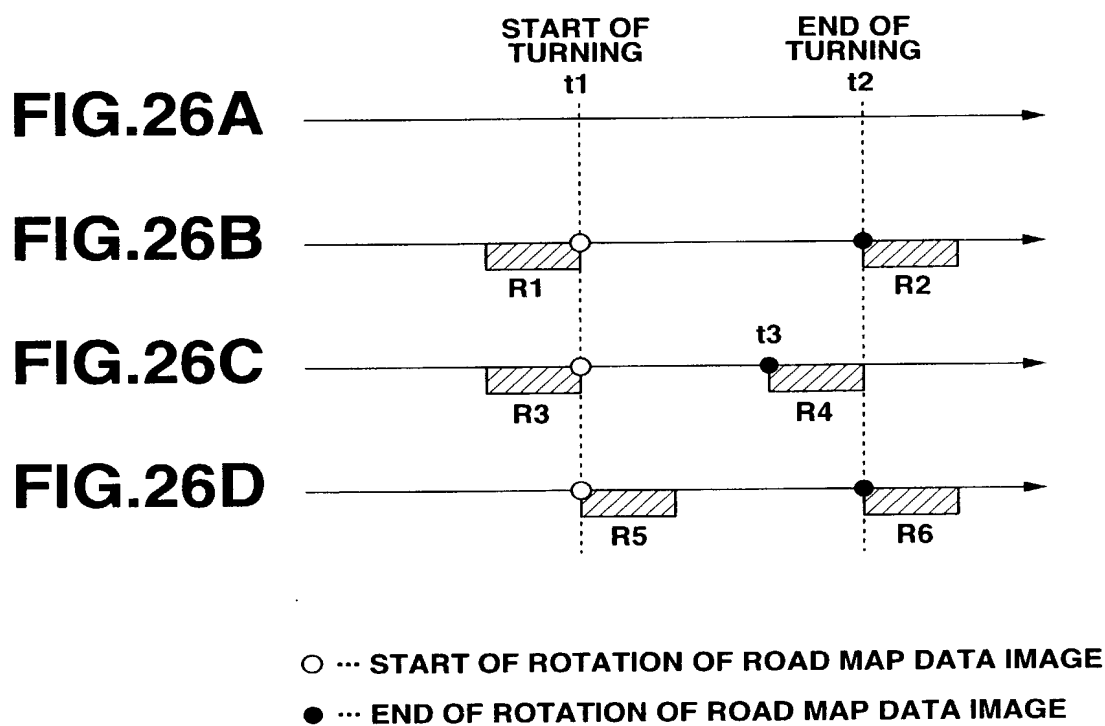 START OF
TURNING
t1
END OF
TURNING
t2
FIG.26A
FIG.26B
R1
R2
FIG.26C
t3
R3
R4
FIG.26D
R5
R6
○ ··· START OF ROTATION OF ROAD MAP DATA IMAGE
● ··· END OF ROTATION OF ROAD MAP DATA IMAGE